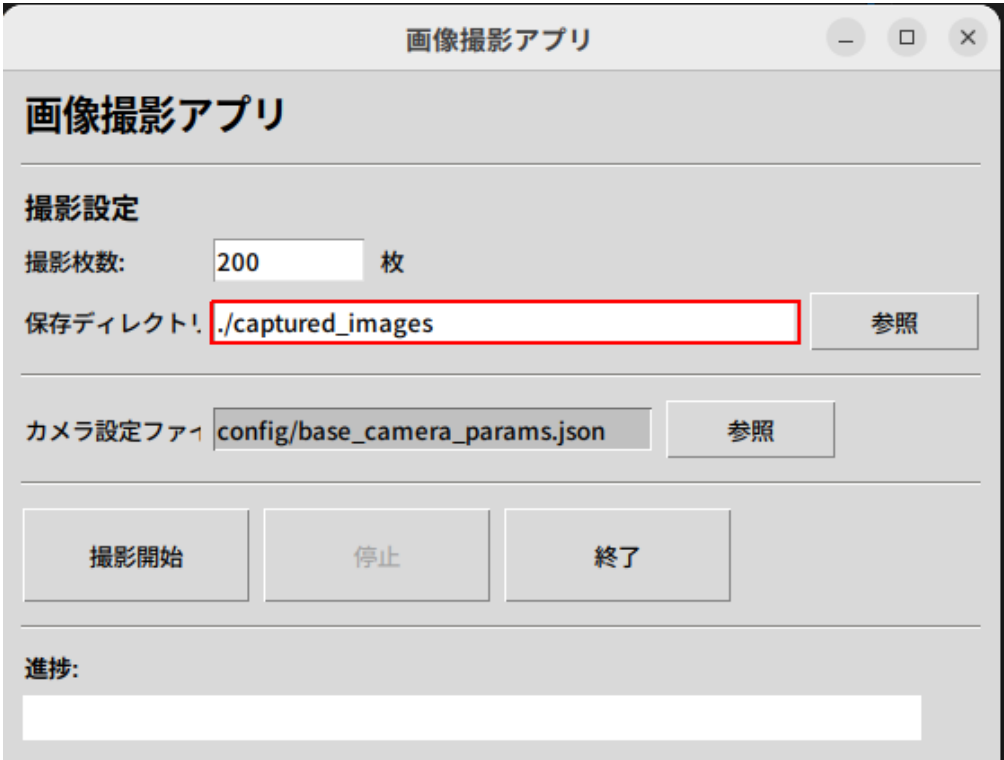 画像撮影アプリ
画像撮影アプリ
撮影設定
撮影枚数: 200 枚
保存ディレクトリ ./captured_images 参照
カメラ設定ファイ config/base_camera_params.json 参照
撮影開始 停止 終了
進捗: